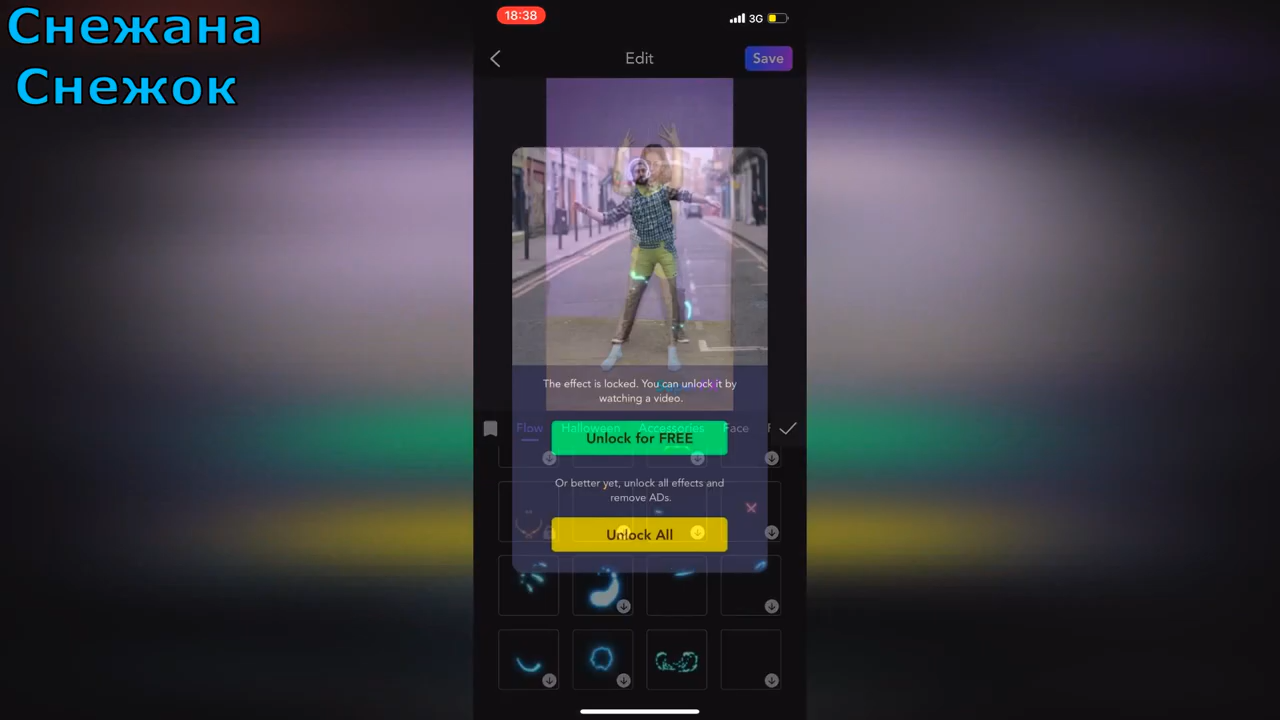 Снежана
Снежок
18:38
3G
Edit
Save
The effect is locked. You can unlock it by
watching a video.
Flow Halloween Accessories Face
Unlock for FREE
Or better yet, unlock all effects and
remove ADs.
Unlock All